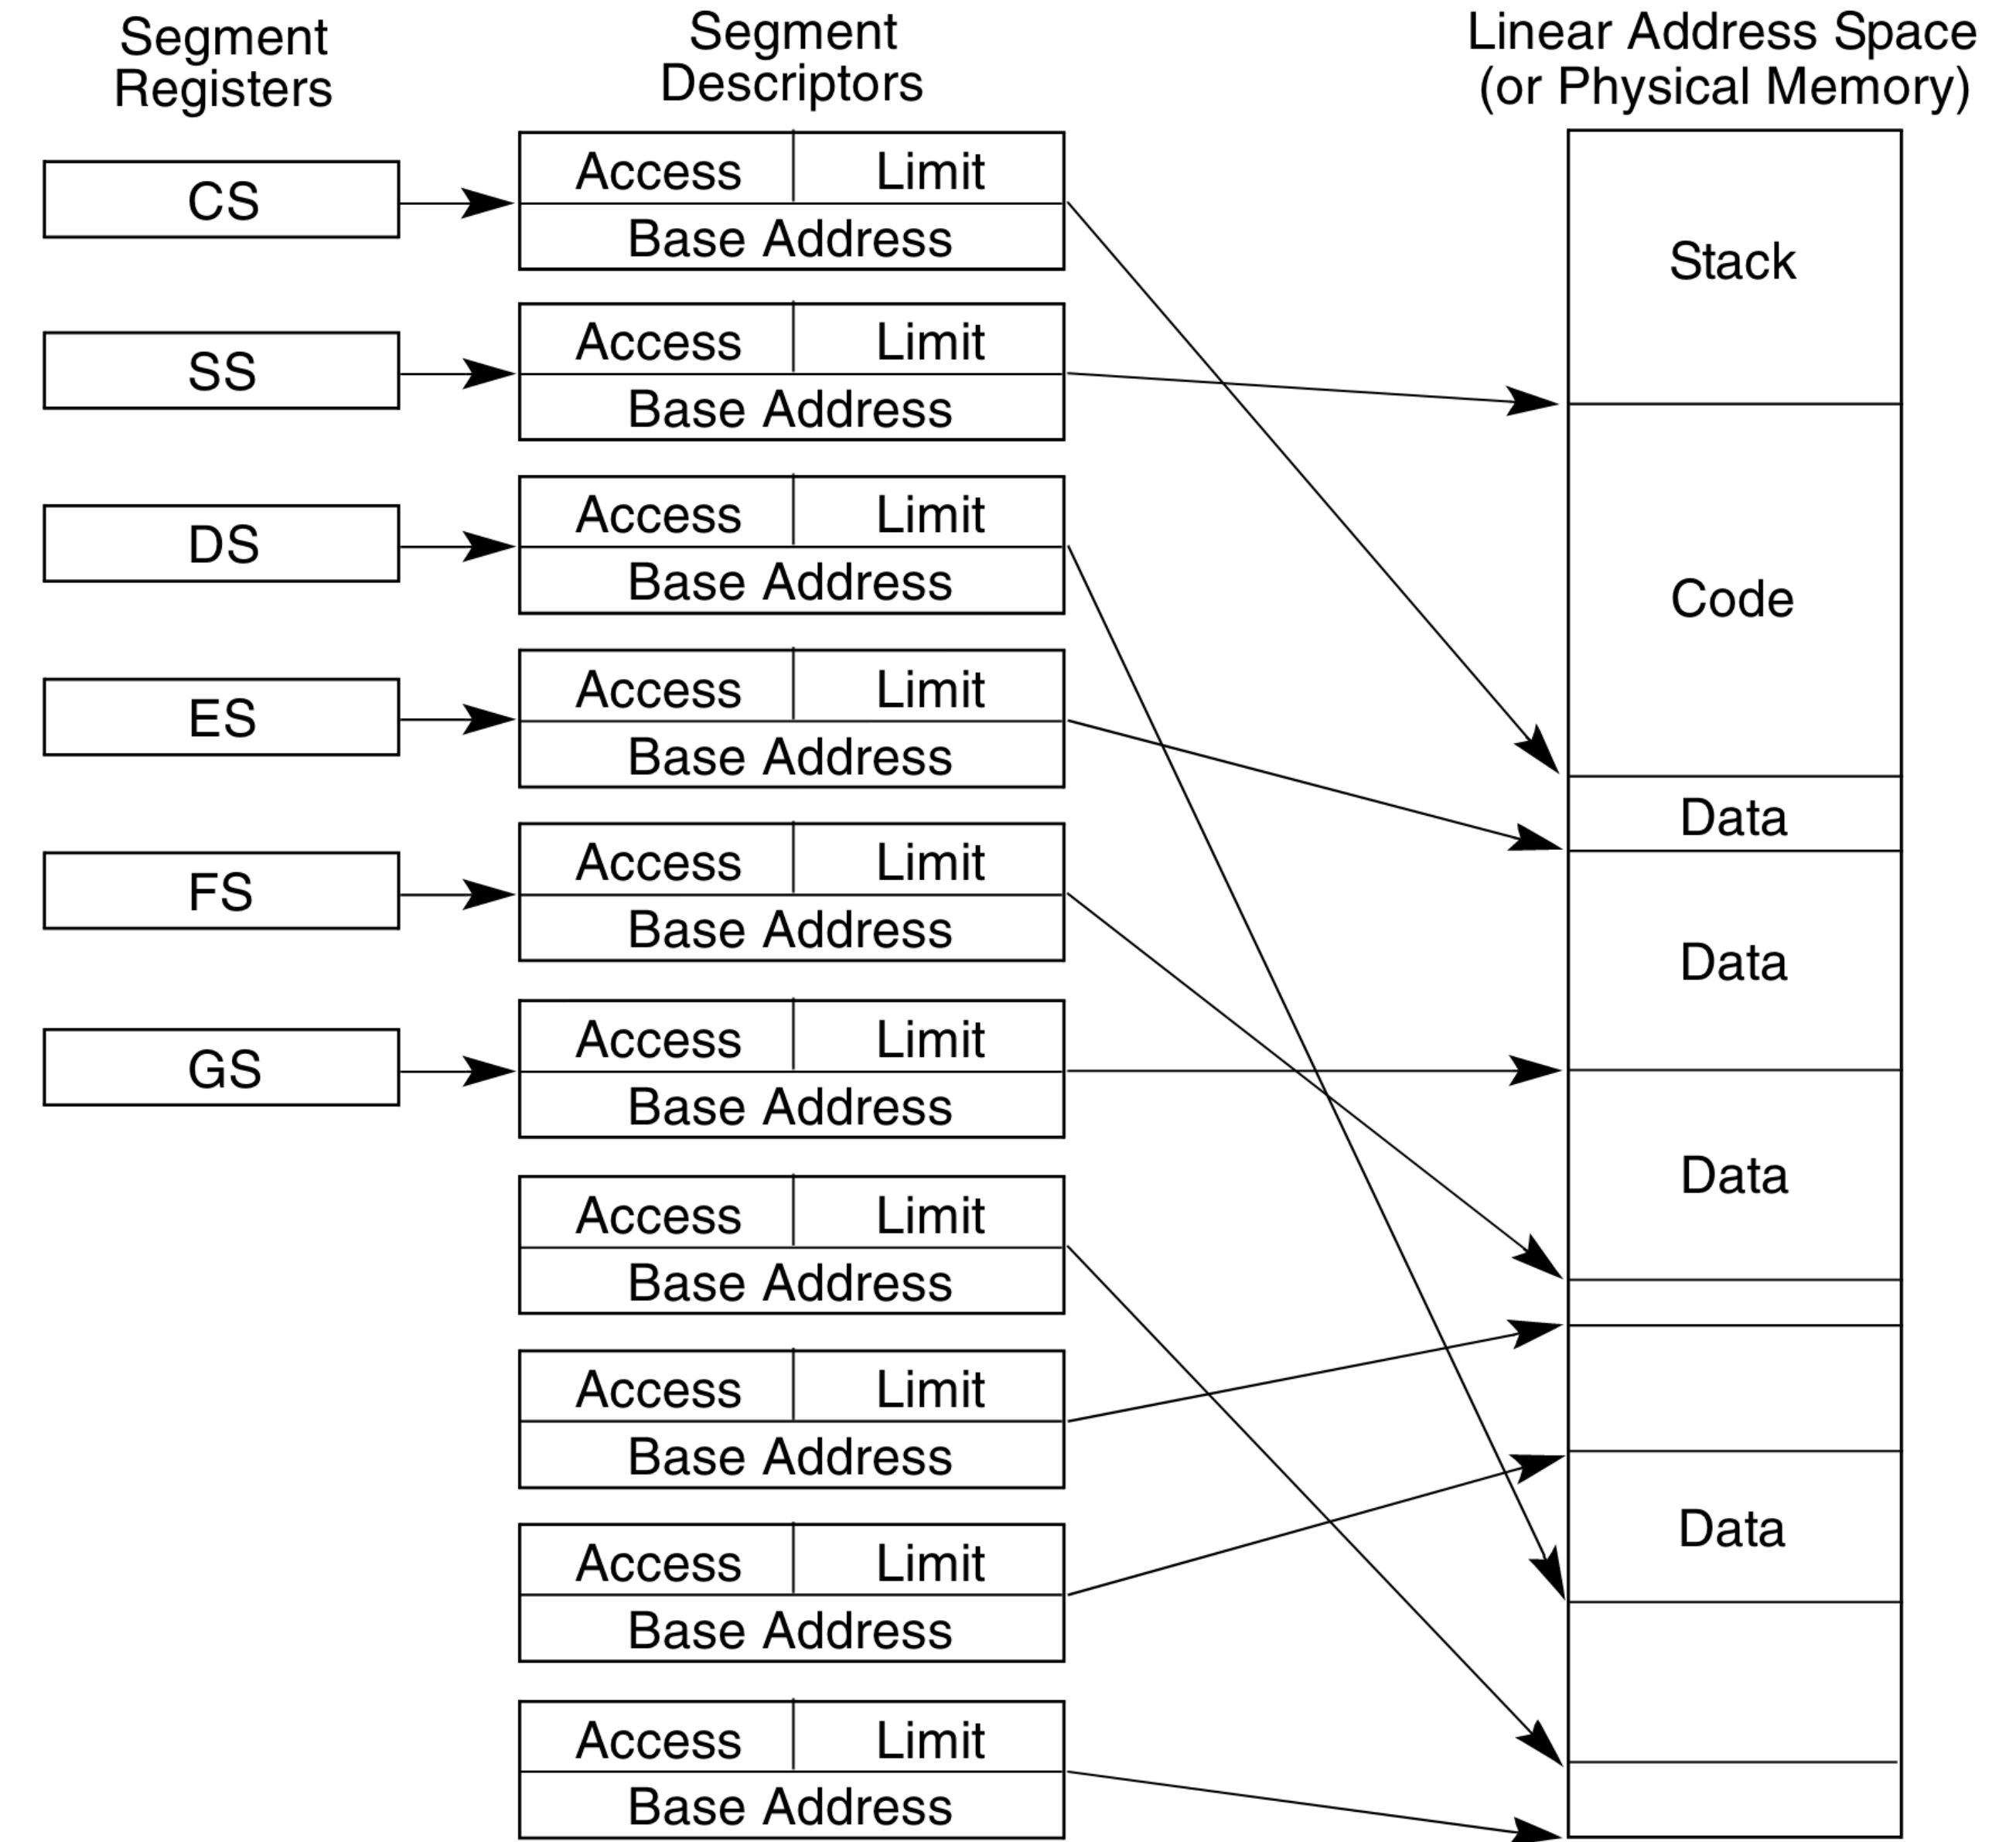 Segment
Registers
Segment
Descriptors
Linear Address Space
(or Physical Memory)
CS
Access Limit
Base Address
Stack
SS
Access Limit
Base Address
DS
Access Limit
Base Address
Code
ES
Access Limit
Base Address
Data
FS
Access Limit
Base Address
Data
GS
Access Limit
Base Address
Data
Access Limit
Base Address
Access Limit
Base Address
Data
Access Limit
Base Address
Access Limit
Base Address